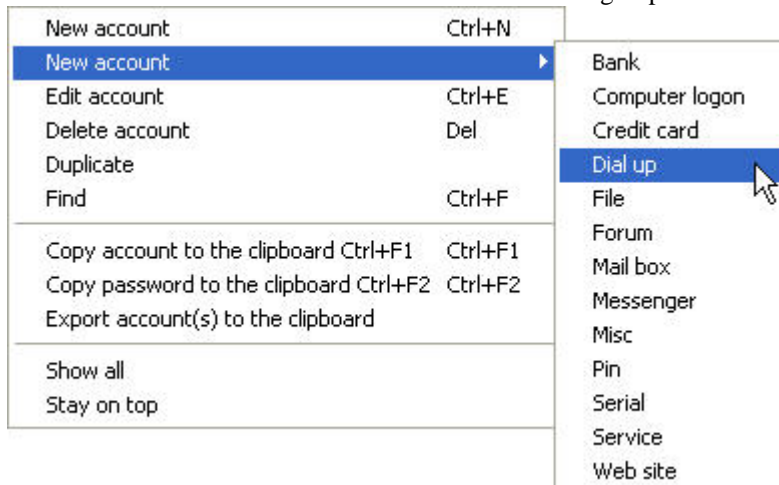 New account Ctrl+N
New account
Edit account Ctrl+E
Delete account Del
Duplicate
Find Ctrl+F
Copy account to the clipboard Ctrl+F1 Ctrl+F1
Copy password to the clipboard Ctrl+F2 Ctrl+F2
Export account(s) to the clipboard
Show all
Stay on top
Bank
Computer logon
Credit card
Dial up
File
Forum
Mail box
Messenger
Misc
Pin
Serial
Service
Web site